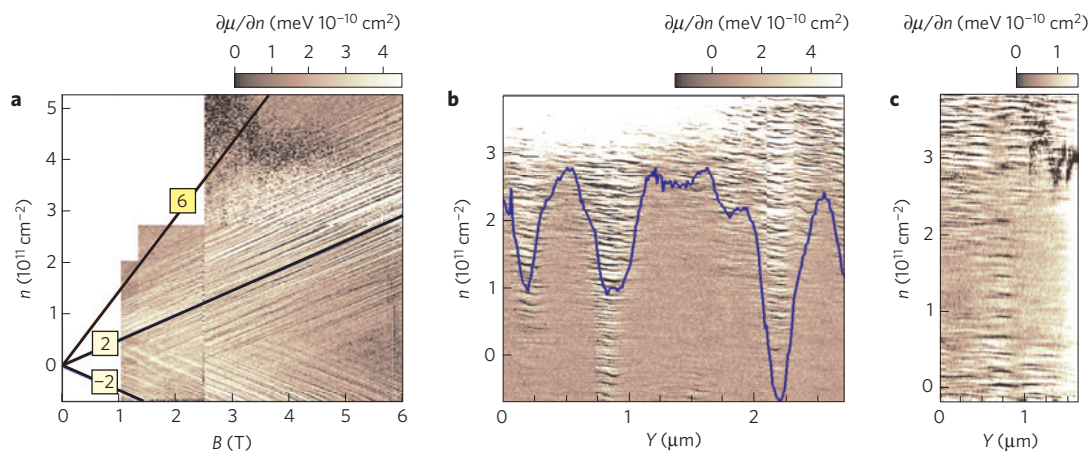 ∂μ/∂n (meV 10⁻¹⁰ cm²)
0 1 2 3 4
a
n (10¹¹ cm⁻²)
5
4
3
2
1
0
6
2
−2
0 1 2 3 4 5 6
B (T)
∂μ/∂n (meV 10⁻¹⁰ cm²)
0 2 4
b
n (10¹¹ cm⁻²)
3
2
1
0
0 1 2
Y (μm)
∂μ/∂n (meV 10⁻¹⁰ cm²)
0 1
c
n (10¹¹ cm⁻²)
3
2
1
0
0 1
Y (μm)